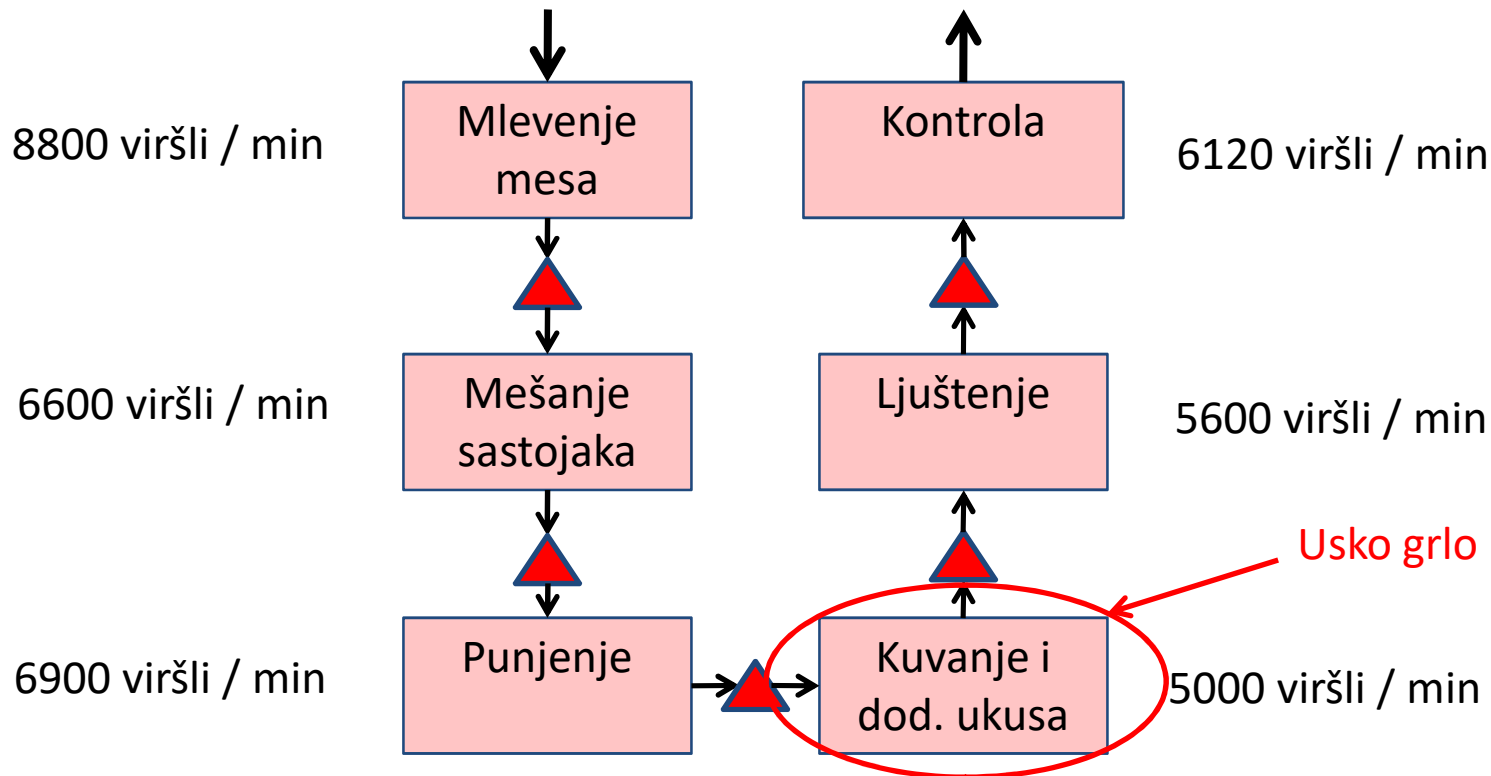 8800 viršli / min
Mlevenje
mesa
Kontrola
6120 viršli / min
6600 viršli / min
Mešanje
sastojaka
Ljuštenje
5600 viršli / min
Usko grlo
6900 viršli / min
Punjenje
Kuvanje i
dod. ukusa
5000 viršli / min